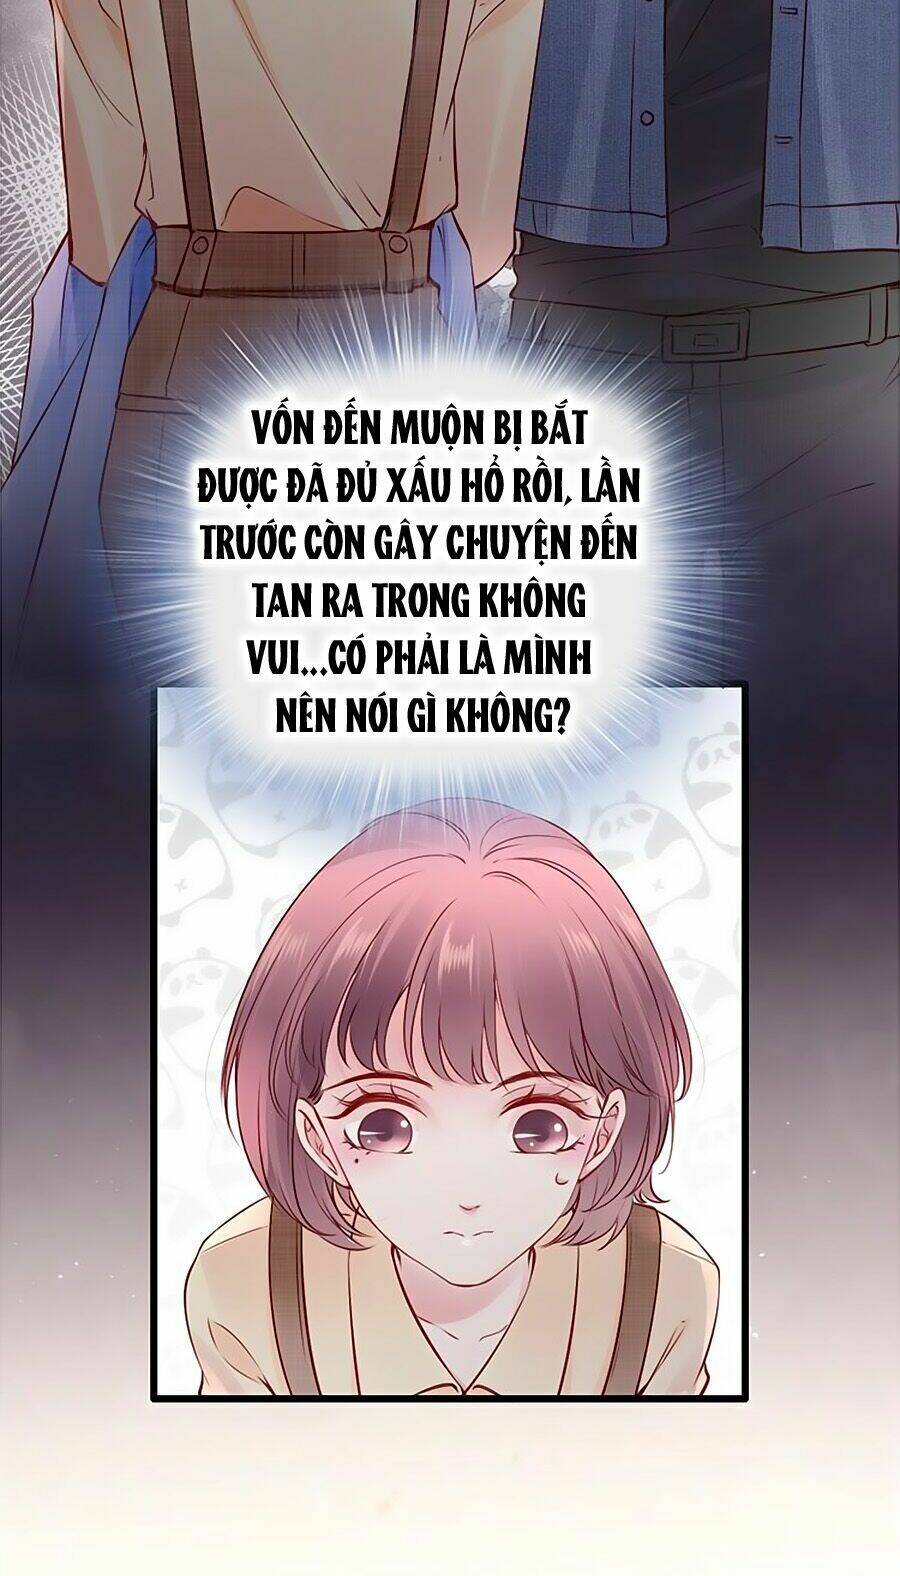 VỐN ĐẾN MUỘN BỊ BẮT
ĐƯỢC ĐÃ ĐỦ XẤU HỔ RỒI, LẦN
TRƯỚC CÒN GÂY CHUYỆN ĐẾN
TAN RA TRONG KHÔNG
VUI...CÓ PHẢI LÀ MÌNH
NÊN NÓI GÌ KHÔNG?